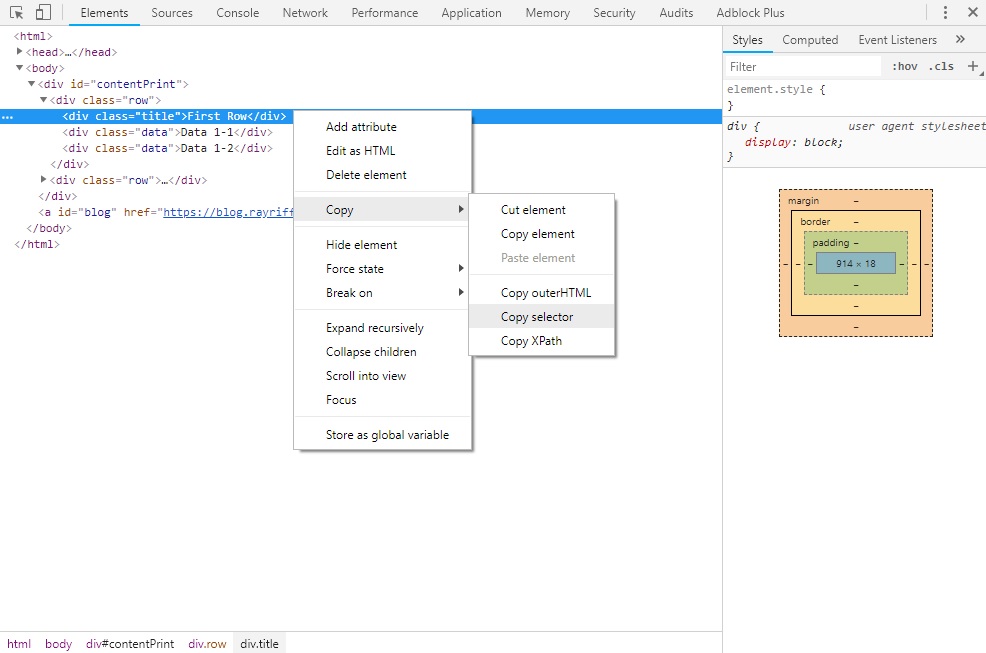 Elements Sources Console Network Performance Application Memory Security Audits Adblock Plus
<html>
<head>…</head>
<body>
<div id="contentPrint">
<div class="row">
<div class="title">First Row</div>
<div class="data">Data 1-1</div>
<div class="data">Data 1-2</div>
</div>
<div class="row">…</div>
</div>
<a id="blog" href="https://blog.rayriff
</body>
</html>
Add attribute
Edit as HTML
Delete element
Copy
Hide element
Force state
Break on
Expand recursively
Collapse children
Scroll into view
Focus
Store as global variable
Cut element
Copy element
Paste element
Copy outerHTML
Copy selector
Copy XPath
html body div#contentPrint div.row div.title
Styles Computed Event Listeners »
Filter :hov .cls +
element.style {
}
div { user agent stylesheet
display: block;
}
margin –
border –
padding –
– – – 914 × 18 – – –
–
–
–